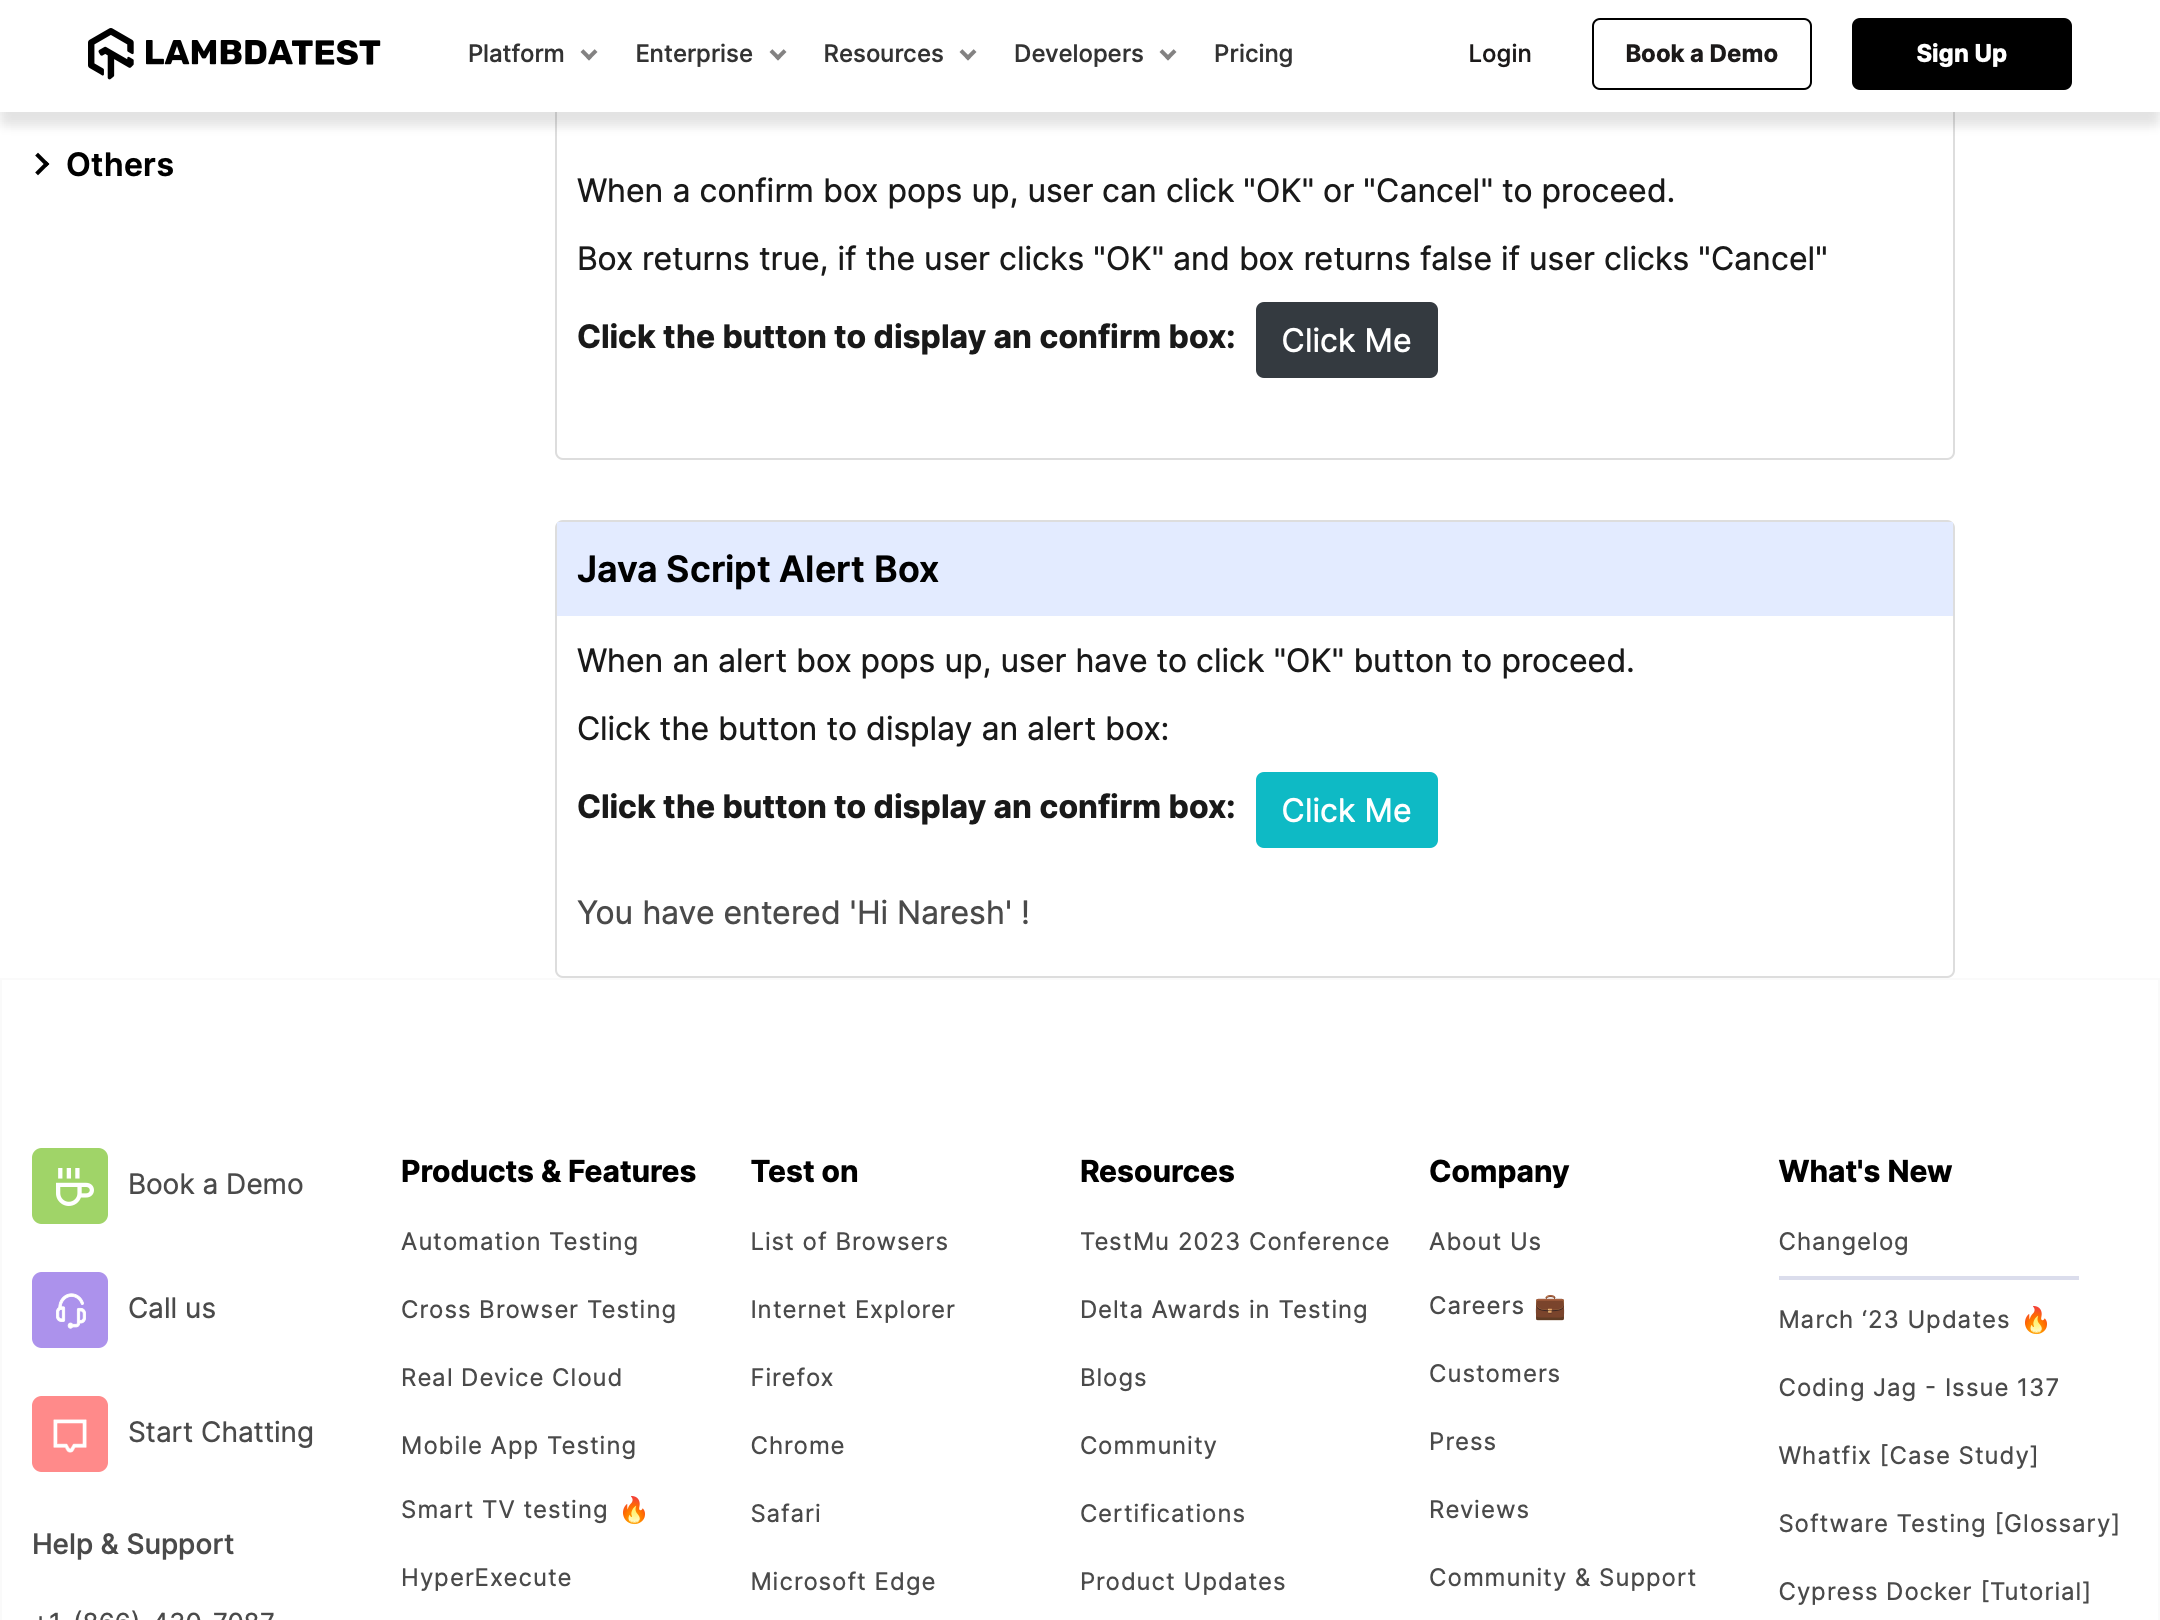 LAMBDATEST Platform Enterprise Resources Developers Pricing Login Book a Demo Sign Up
Others
When a confirm box pops up, user can click "OK" or "Cancel" to proceed.
Box returns true, if the user clicks "OK" and box returns false if user clicks "Cancel"
Click the button to display an confirm box: Click Me
Java Script Alert Box
When an alert box pops up, user have to click "OK" button to proceed.
Click the button to display an alert box:
Click the button to display an confirm box: Click Me
You have entered 'Hi Naresh' !
Book a Demo
Call us
Start Chatting
Help & Support
+1-(866)-430-7087
Products & Features
Automation Testing
Cross Browser Testing
Real Device Cloud
Mobile App Testing
Smart TV testing 🔥
HyperExecute
Test on
List of Browsers
Internet Explorer
Firefox
Chrome
Safari
Microsoft Edge
Resources
TestMu 2023 Conference
Delta Awards in Testing
Blogs
Community
Certifications
Product Updates
Company
About Us
Careers 💼
Customers
Press
Reviews
Community & Support
What's New
Changelog
March ‘23 Updates 🔥
Coding Jag - Issue 137
Whatfix [Case Study]
Software Testing [Glossary]
Cypress Docker [Tutorial]